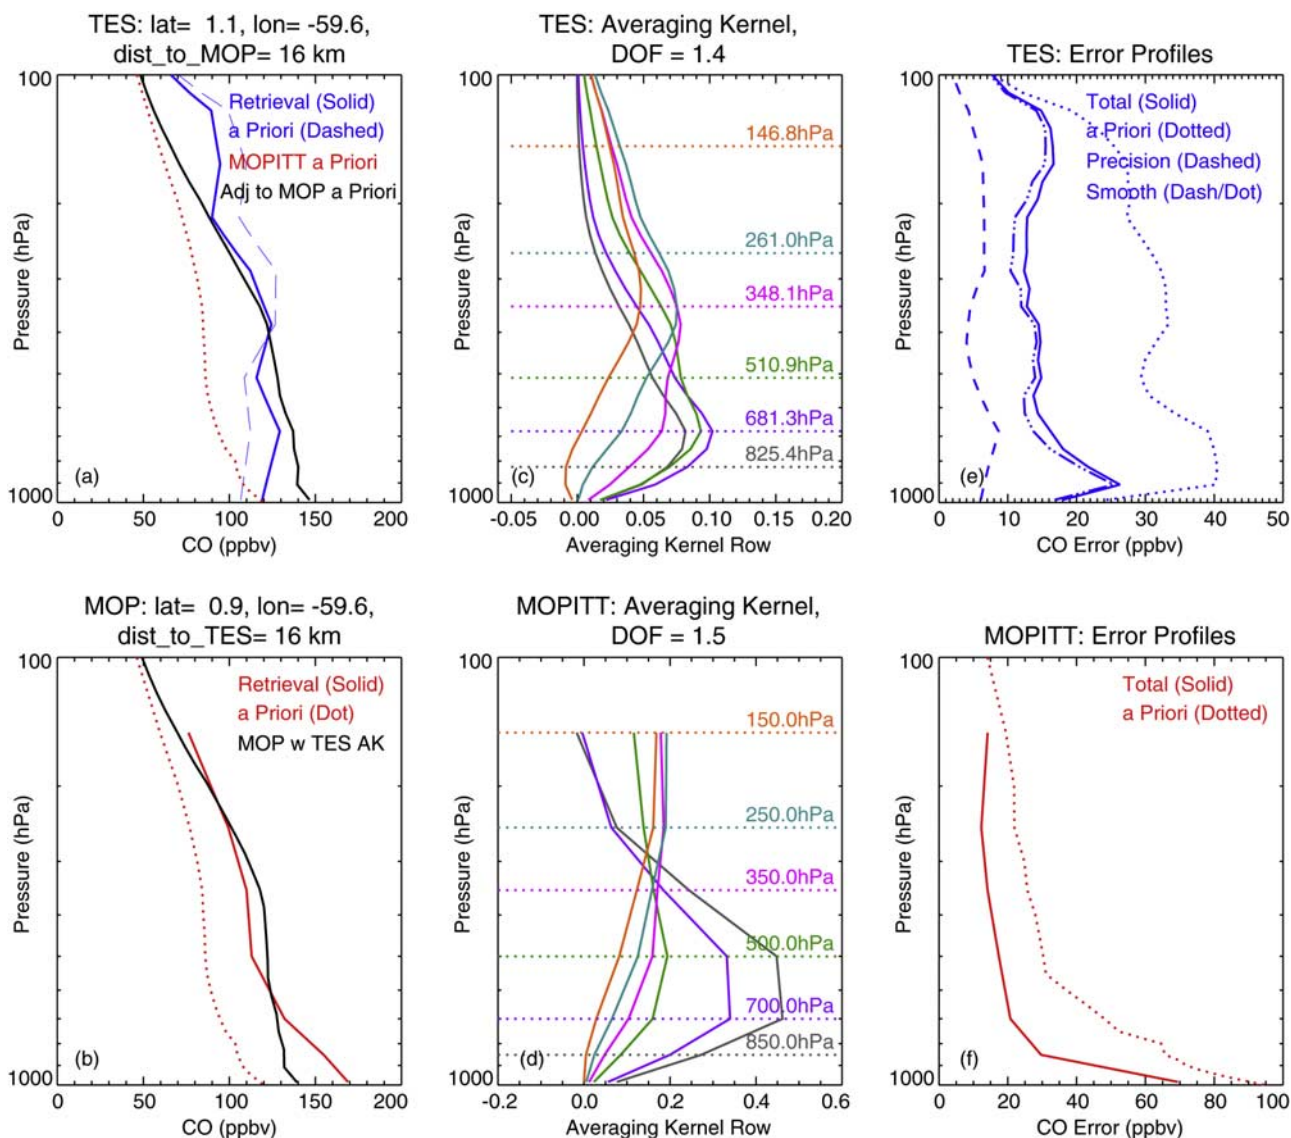 TES: lat= 1.1, lon= -59.6,
dist_to_MOP= 16 km
100
Retrieval (Solid)
a Priori (Dashed)
MOPITT a Priori
Adj to MOP a Priori
Pressure (hPa)
(a)
1000
0 50 100 150 200
CO (ppbv)
TES: Averaging Kernel,
DOF = 1.4
100
146.8hPa
261.0hPa
348.1hPa
510.9hPa
681.3hPa
825.4hPa
Pressure (hPa)
(c)
1000
-0.05 0.00 0.05 0.10 0.15 0.20
Averaging Kernel Row
TES: Error Profiles
100
Total (Solid)
a Priori (Dotted)
Precision (Dashed)
Smooth (Dash/Dot)
Pressure (hPa)
(e)
1000
0 10 20 30 40 50
CO Error (ppbv)
MOP: lat= 0.9, lon= -59.6,
dist_to_TES= 16 km
100
Retrieval (Solid)
a Priori (Dot)
MOP w TES AK
Pressure (hPa)
(b)
1000
0 50 100 150 200
CO (ppbv)
MOPITT: Averaging Kernel,
DOF = 1.5
100
150.0hPa
250.0hPa
350.0hPa
500.0hPa
700.0hPa
850.0hPa
Pressure (hPa)
(d)
1000
-0.2 0.0 0.2 0.4 0.6
Averaging Kernel Row
MOPITT: Error Profiles
100
Total (Solid)
a Priori (Dotted)
Pressure (hPa)
(f)
1000
0 20 40 60 80 100
CO Error (ppbv)